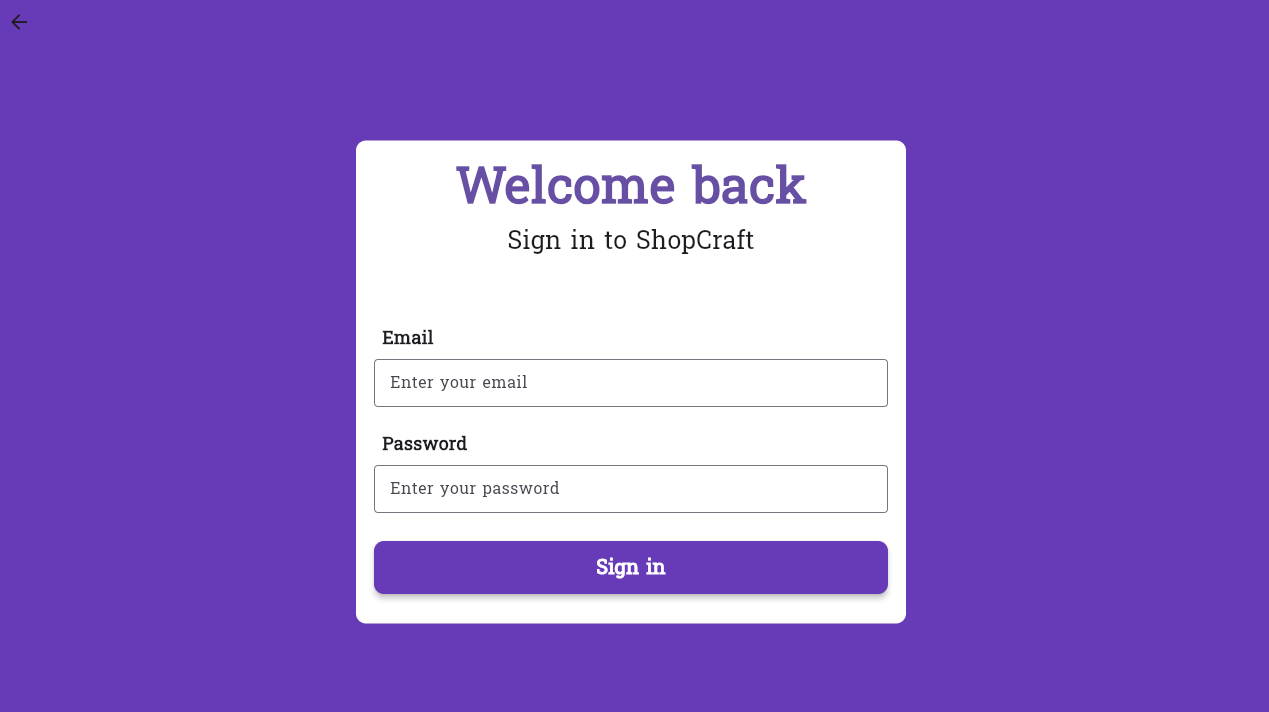 Welcome back
Sign in to ShopCraft
Email
Enter your email
Password
Enter your password
Sign in